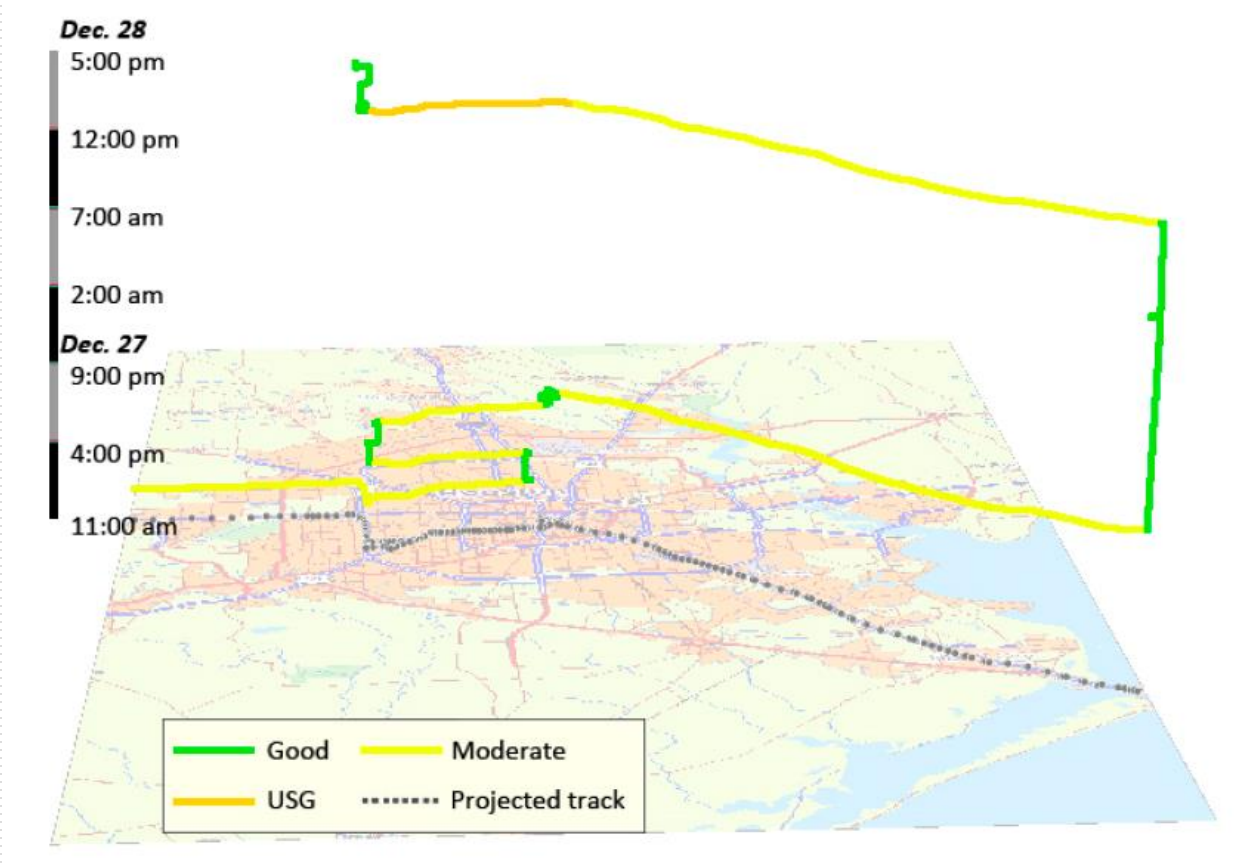 Dec. 28
5:00 pm
12:00 pm
7:00 am
2:00 am
Dec. 27
9:00 pm
4:00 pm
11:00 am
Good Moderate
USG Projected track